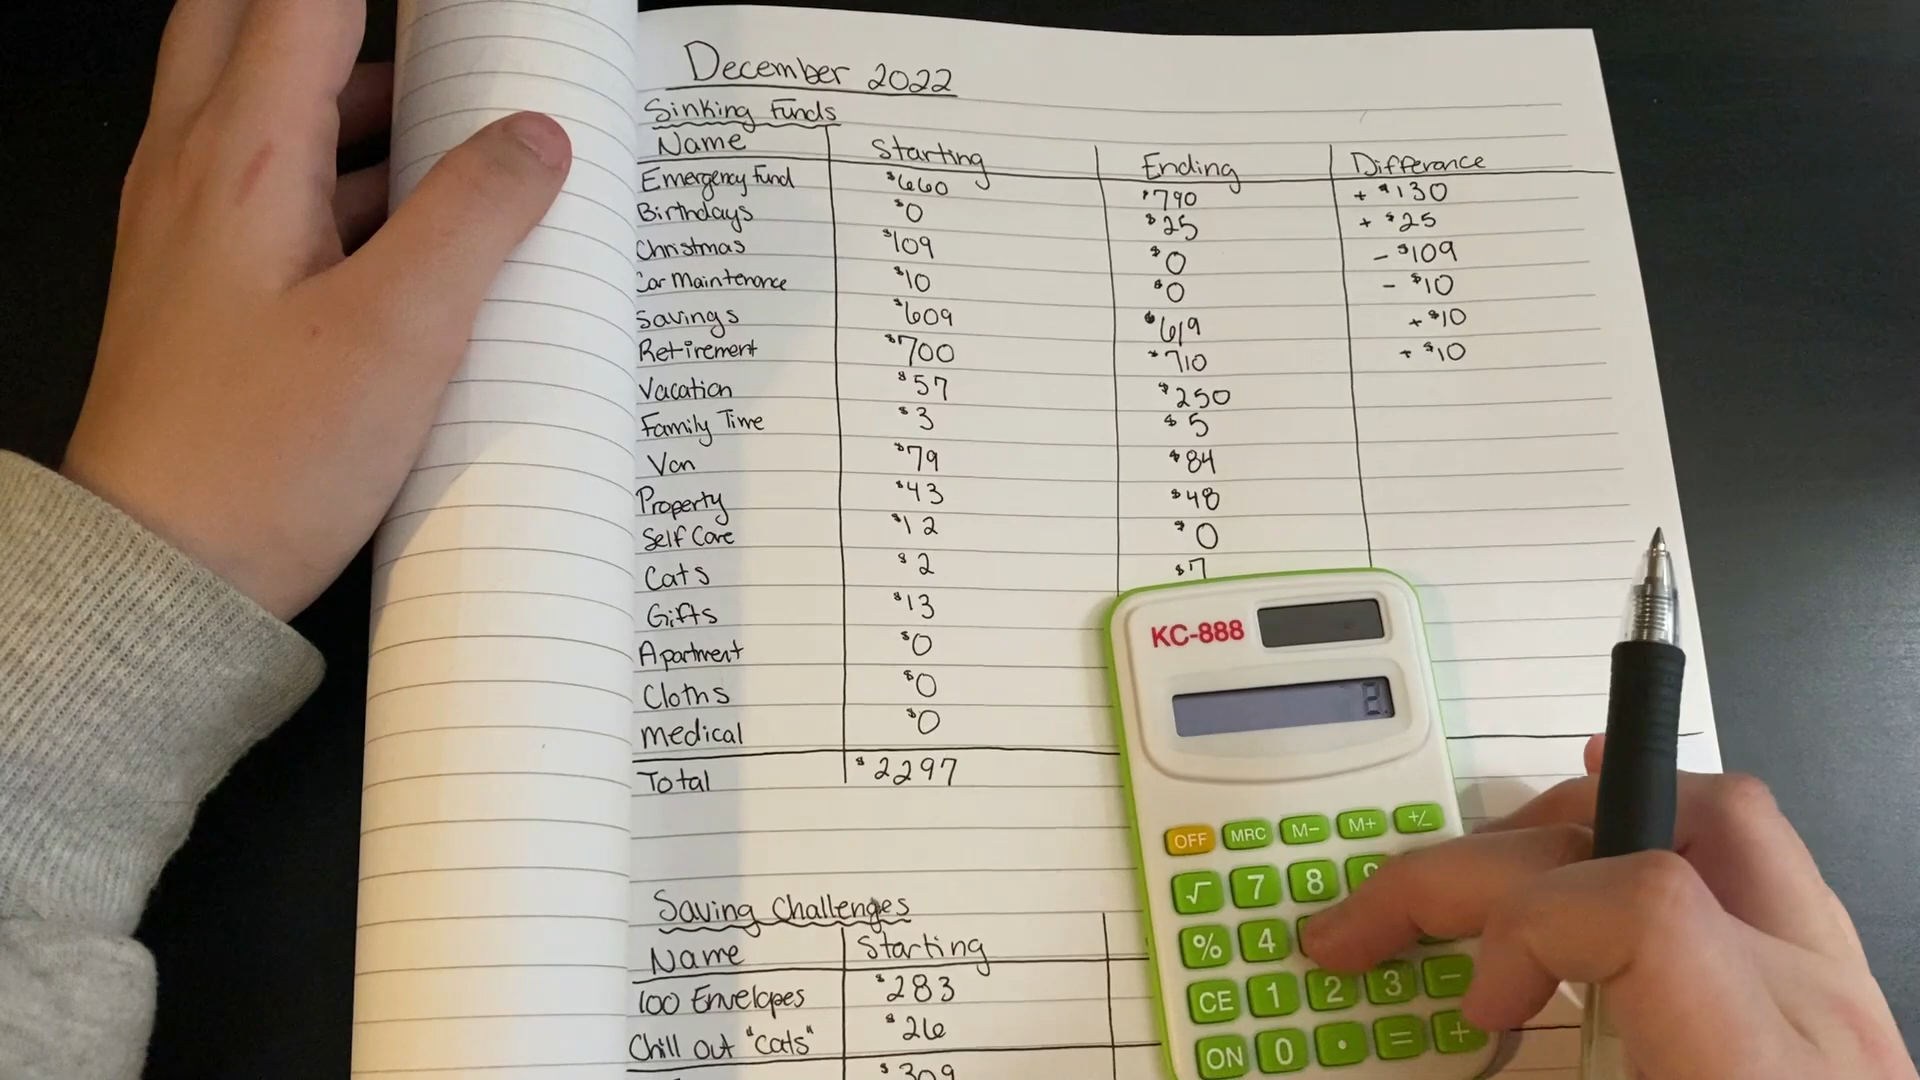 December 2022
Sinking Funds
Name Starting Ending Differance
Emergency Fund $660 $790 + $130
Birthdays $0 $25 + $25
Christmas $109 $0 - $109
Car Maintenance $10 $0 - $10
Savings $609 $619 + $10
Retirement $700 $710 + $10
Vacation $57 $250
Family Time $3 $5
Van $79 $84
Property $43 $48
Self Care $12 $0
Cats $2 $7
Gifts $13
Apartment $0
Cloths $0
Medical $0
Total $2297
Saving Challenges
Name Starting
100 Envelopes $283
Chill out "Cats" $26
$309
KC-888
OFF MRC M- M+ +/-
√ 7 8
% 4
CE 1 2 3 -
ON 0 . = +